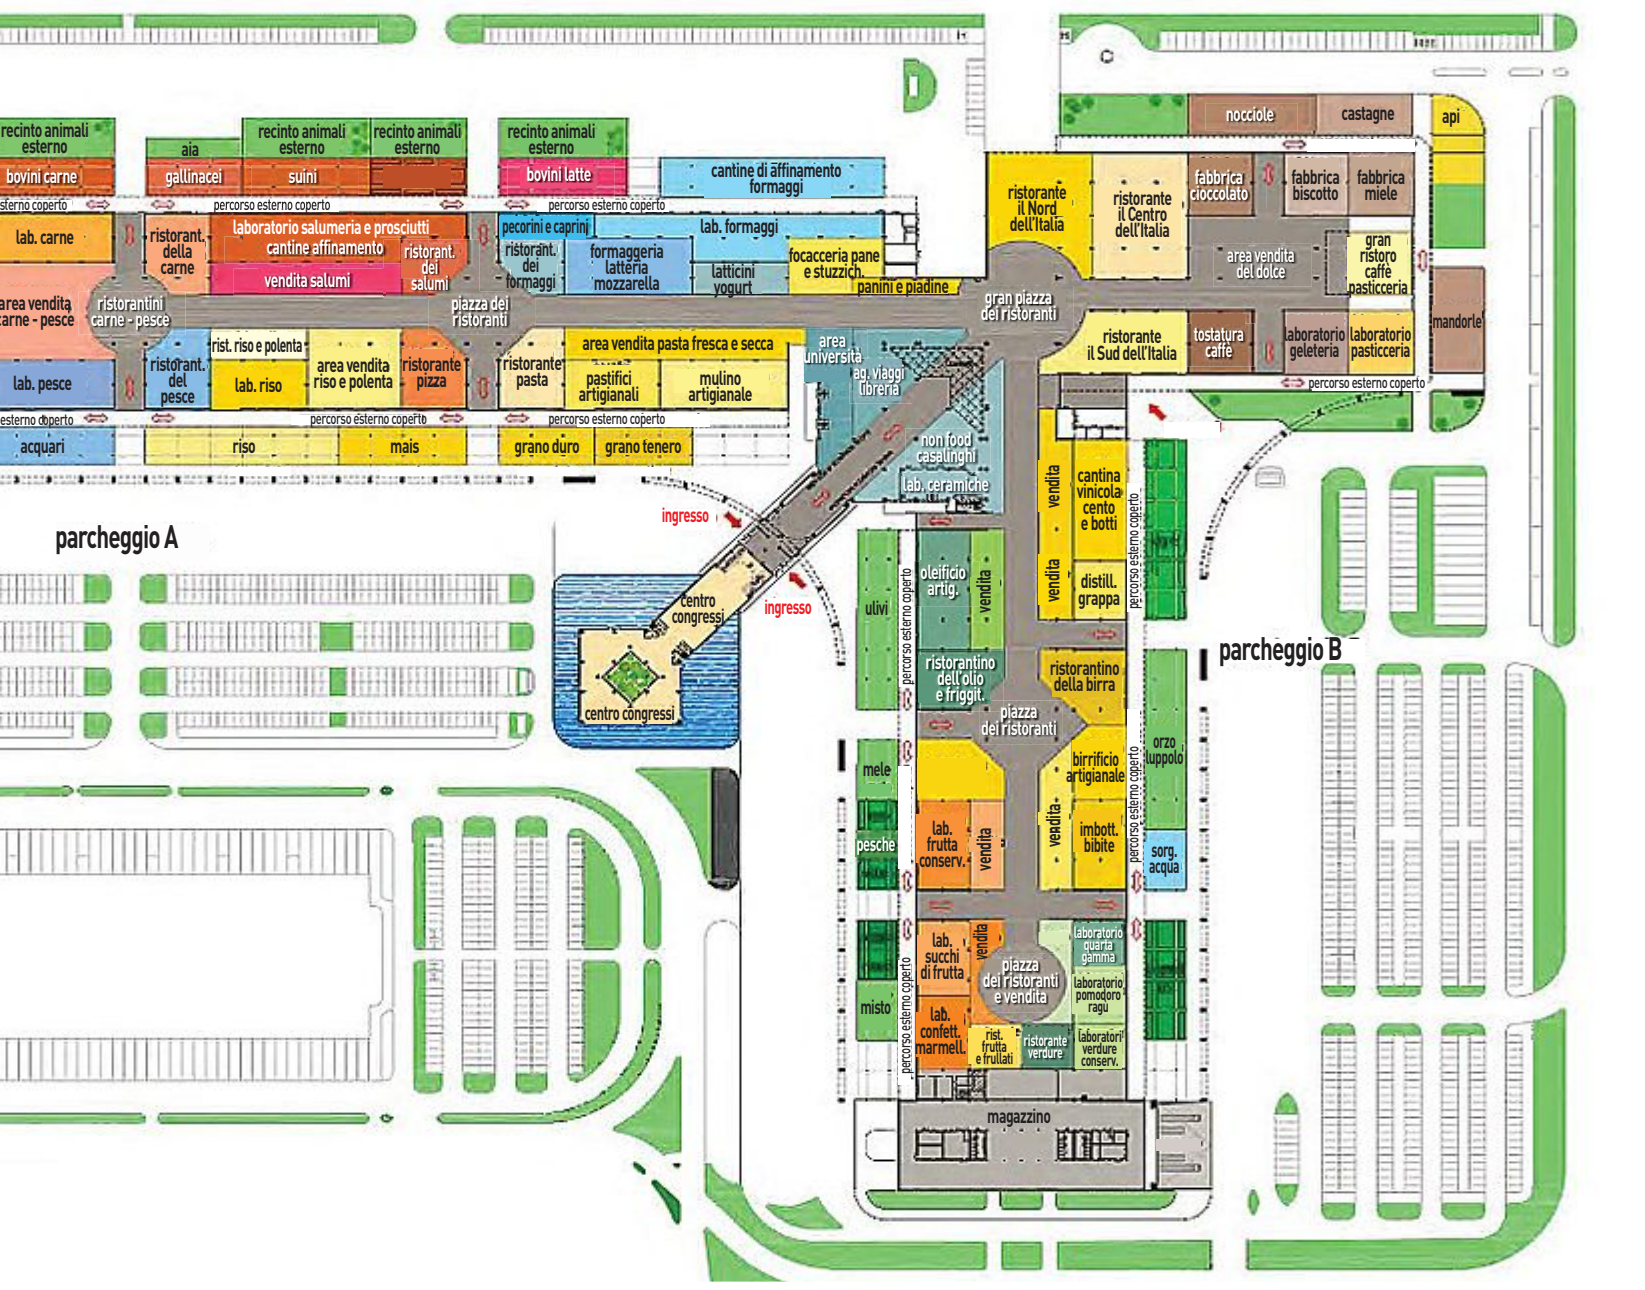 recinto animali
esterno
aia
recinto animali
esterno
recinto animali
esterno
recinto animali
esterno
bovini carne
gallinacei
suini
bovini latte
cantine di affinamento
formaggi
sterno coperto
percorso esterno coperto
percorso esterno coperto
lab. carne
ristorant.
della
carne
laboratorio salumeria e prosciutti
cantine affinamento
vendita salumi
ristorant.
dei
salumi
pecorini e caprini
ristorant.
dei
formaggi
lab. formaggi
formaggeria
latteria
mozzarella
latticini
yogurt
focacceria pane
e stuzzich.
panini e piadine
area vendita
carne - pesce
ristorantini
carne - pesce
piazza dei
ristoranti
gran piazza
dei ristoranti
lab. pesce
ristorant.
del
pesce
rist. riso e polenta
lab. riso
area vendita
riso e polenta
ristorante
pizza
ristorante
pasta
area vendita pasta fresca e secca
pastifici
artigianali
mulino
artigianale
esterno coperto
percorso esterno coperto
percorso esterno coperto
acquari
riso
mais
grano duro
grano tenero
area
università
ag. viaggi
libreria
non food
casalinghi
lab. ceramiche
ristorante
il Nord
dell'Italia
ristorante
il Centro
dell'Italia
ristorante
il Sud dell'Italia
nocciole
castagne
api
fabbrica
cioccolato
fabbrica
biscotto
fabbrica
miele
area vendita
del dolce
gran
ristoro
caffè
pasticceria
tostatura
caffè
laboratorio
geleteria
laboratorio
pasticceria
mandorle
percorso esterno coperto
parcheggio A
ingresso
ingresso
centro
congressi
centro congressi
parcheggio B
vendita
vendita
cantina
vinicola
cento
e botti
distill.
grappa
percorso esterno coperto
ulivi
percorso esterno coperto
oleificio
artig.
vendita
ristorantino
dell'olio
e friggit.
ristorantino
della birra
piazza
dei ristoranti
mele
pesche
misto
birrificio
artigianale
vendita
imbott.
bibite
percorso esterno coperto
orzo
luppolo
sorg.
acqua
lab.
frutta
conserv.
vendita
lab.
succhi
di frutta
vendita
piazza
dei ristoranti
e vendita
laboratorio
quarta
gamma
laboratorio
pomodoro
ragu
lab.
confett.
marmell.
rist.
frutta
e frullati
ristorante
verdure
laboratori
verdure
conserv.
percorso esterno coperto
magazzino